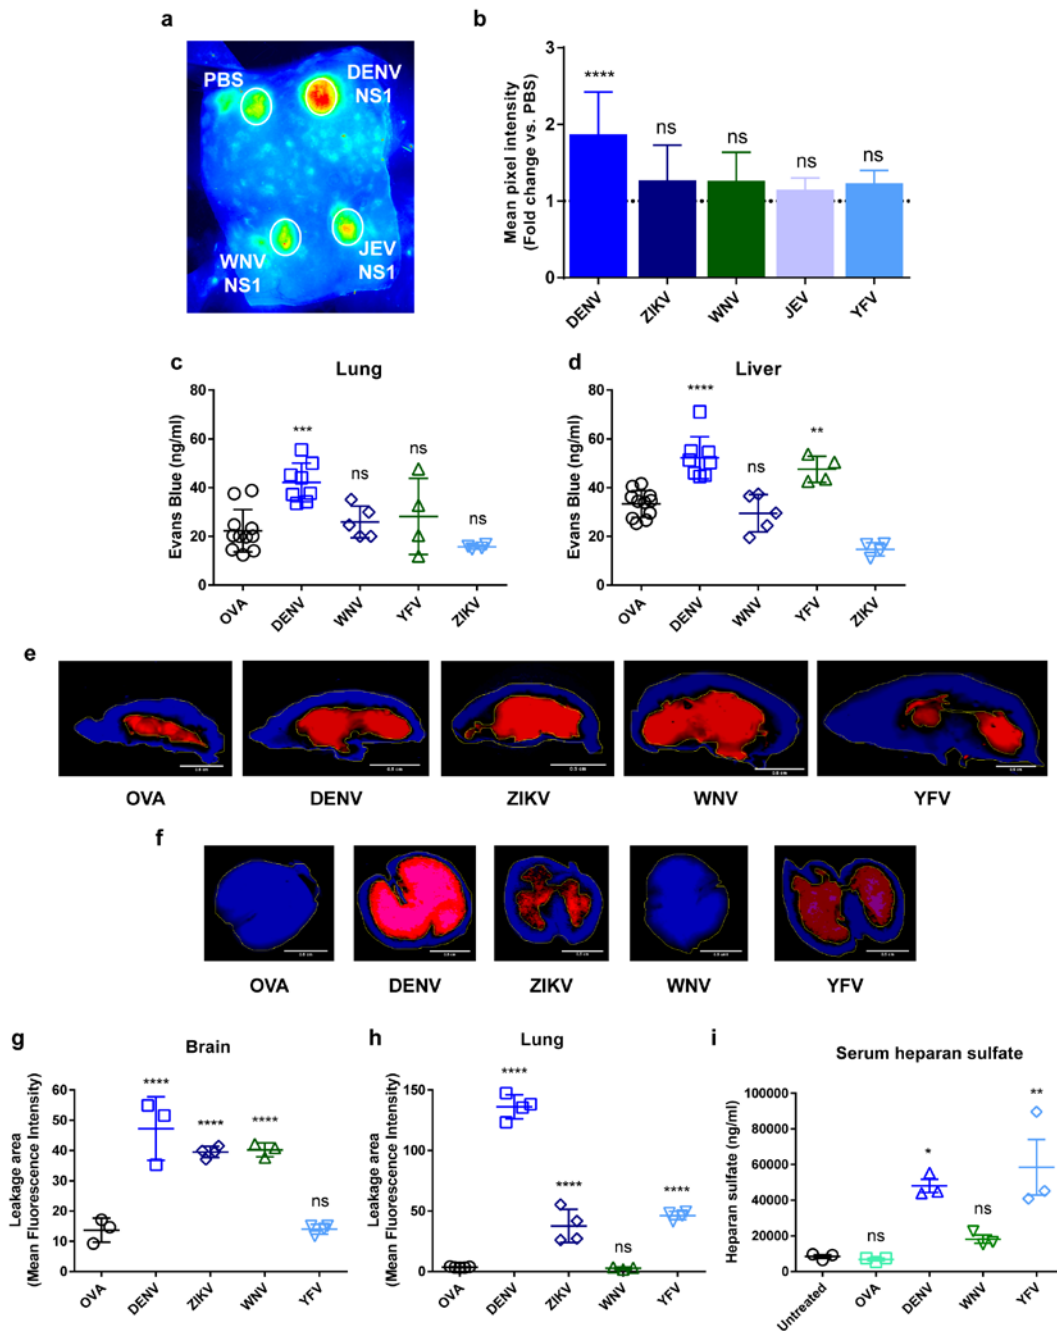 a
PBS
DENV
NS1
WNV
NS1
JEV
NS1
b
Mean pixel intensity
(Fold change vs. PBS)
3
2
1
0
****
ns
ns
ns
ns
DENV
ZIKV
WNV
JEV
YFV
c
Lung
Evans Blue (ng/ml)
80
60
40
20
0
***
ns
ns
ns
OVA
DENV
WNV
YFV
ZIKV
d
Liver
Evans Blue (ng/ml)
80
60
40
20
0
****
ns
**
OVA
DENV
WNV
YFV
ZIKV
e
OVA
DENV
ZIKV
WNV
YFV
f
OVA
DENV
ZIKV
WNV
YFV
g
Brain
Leakage area
(Mean Fluorescence Intensity)
60
50
40
30
20
10
0
****
****
****
ns
OVA
DENV
ZIKV
WNV
YFV
h
Lung
Leakage area
(Mean Fluorescence Intensity)
150
100
50
0
****
****
ns
****
OVA
DENV
ZIKV
WNV
YFV
i
Serum heparan sulfate
Heparan sulfate (ng/ml)
100000
80000
60000
40000
20000
0
ns
*
ns
**
Untreated
OVA
DENV
WNV
YFV